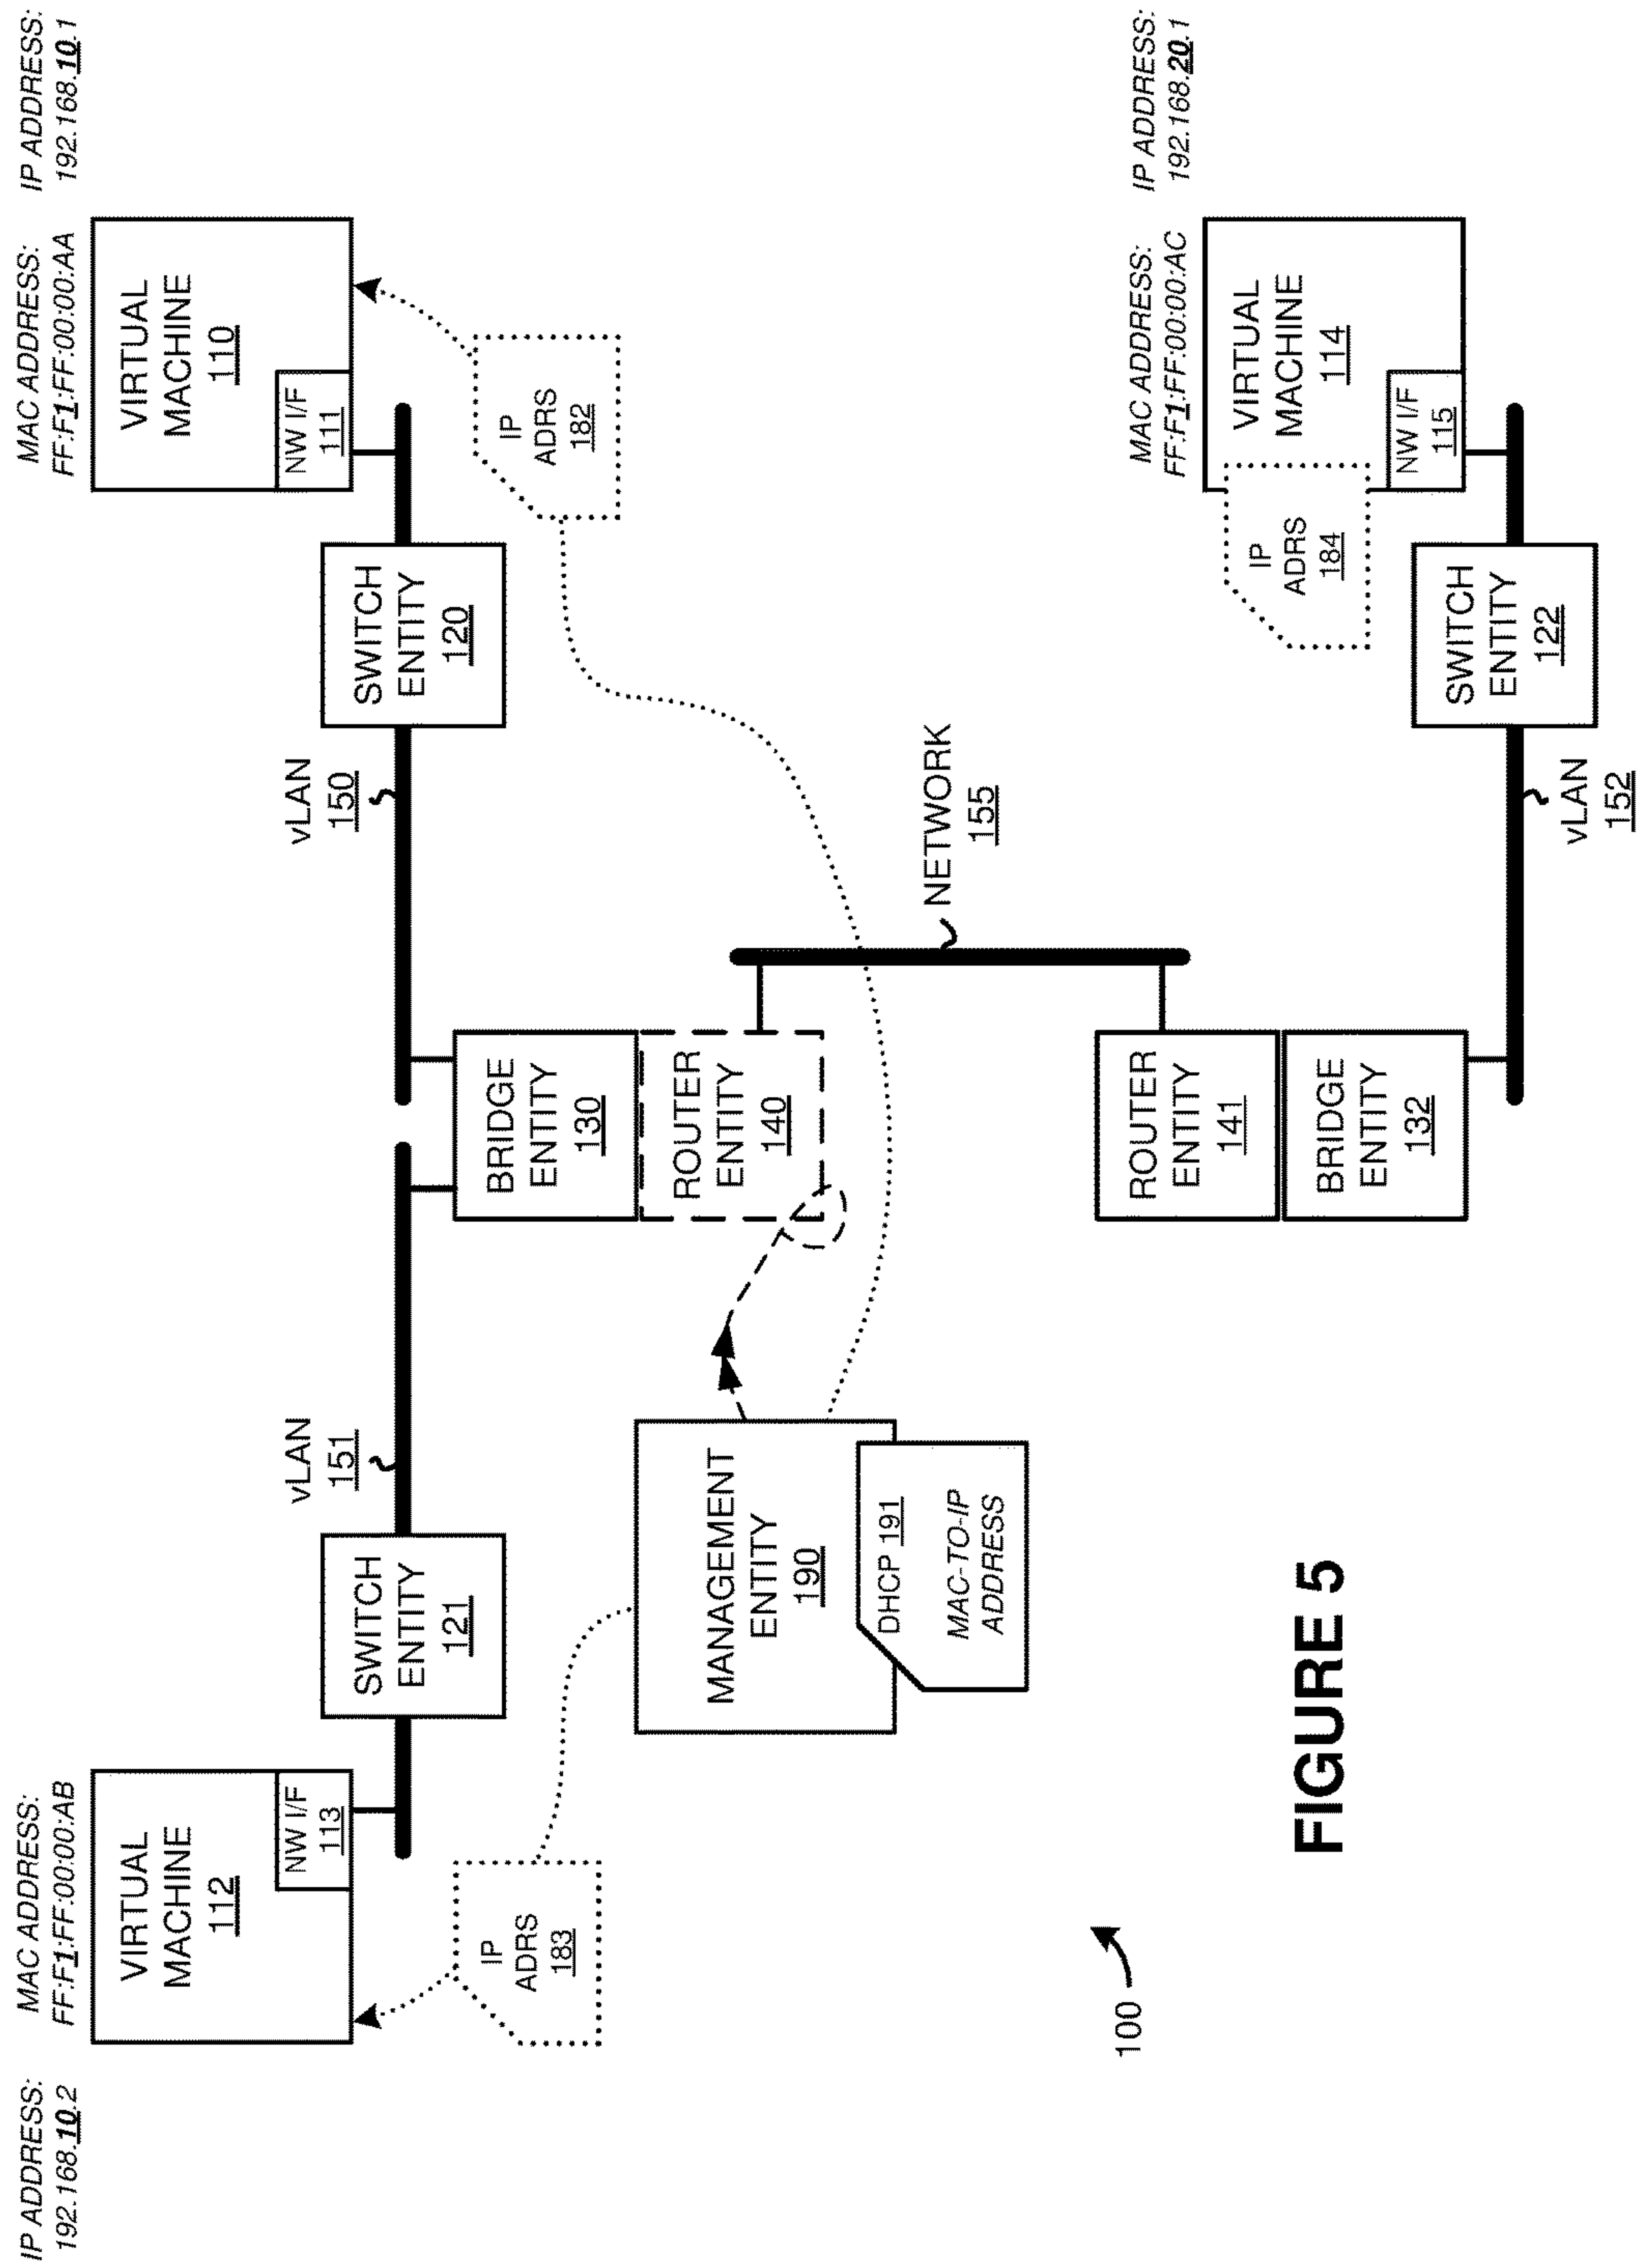 IP ADDRESS:
192.168.10.2
MAC ADDRESS:
FF:F1:FF:00:00:AB
MAC ADDRESS:
FF:F1:FF:00:00:AA
IP ADDRESS:
192.168.10.1
VIRTUAL
MACHINE
112
NW I/F
113
vLAN
151
SWITCH
ENTITY
121
vLAN
150
SWITCH
ENTITY
120
VIRTUAL
MACHINE
110
NW I/F
111
IP
ADRS
183
BRIDGE
ENTITY
130
IP
ADRS
182
MANAGEMENT
ENTITY
190
DHCP 191
MAC-TO-IP
ADDRESS
ROUTER
ENTITY
140
NETWORK
155
100
ROUTER
ENTITY
141
BRIDGE
ENTITY
132
MAC ADDRESS:
FF:F1:FF:00:00:AC
IP ADDRESS:
192.168.20.1
VIRTUAL
MACHINE
114
NW I/F
115
IP
ADRS
184
SWITCH
ENTITY
122
vLAN
152
FIGURE 5